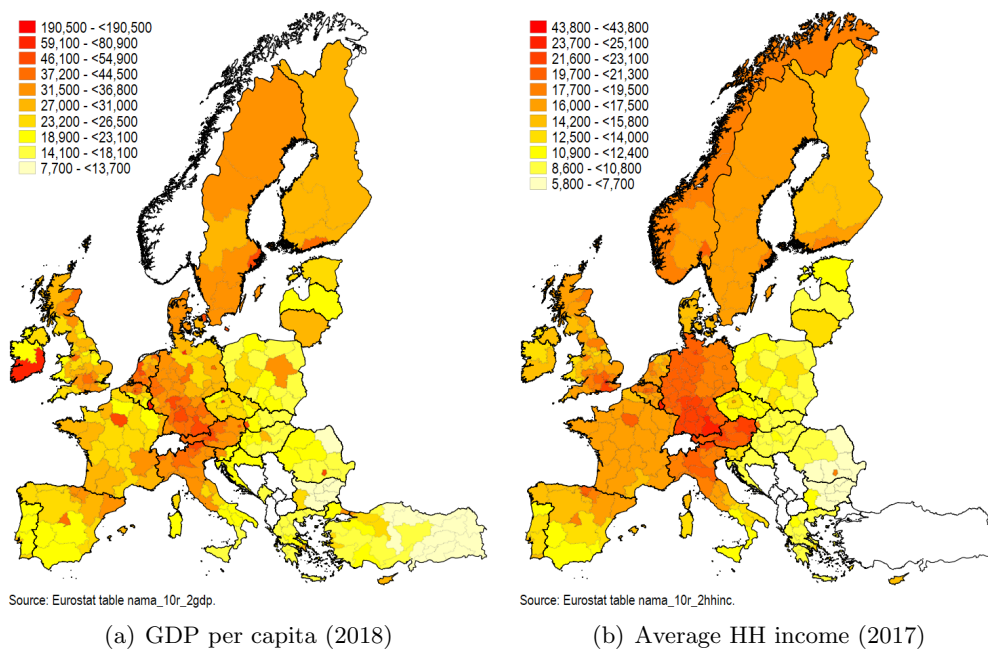 190,500 - <190,500
59,100 - <80,900
46,100 - <54,900
37,200 - <44,500
31,500 - <36,800
27,000 - <31,000
23,200 - <26,500
18,900 - <23,100
14,100 - <18,100
7,700 - <13,700
Source: Eurostat table nama_10r_2gdp.
(a) GDP per capita (2018)
43,800 - <43,800
23,700 - <25,100
21,600 - <23,100
19,700 - <21,300
17,700 - <19,500
16,000 - <17,500
14,200 - <15,800
12,500 - <14,000
10,900 - <12,400
8,600 - <10,800
5,800 - <7,700
Source: Eurostat table nama_10r_2hhinc.
(b) Average HH income (2017)